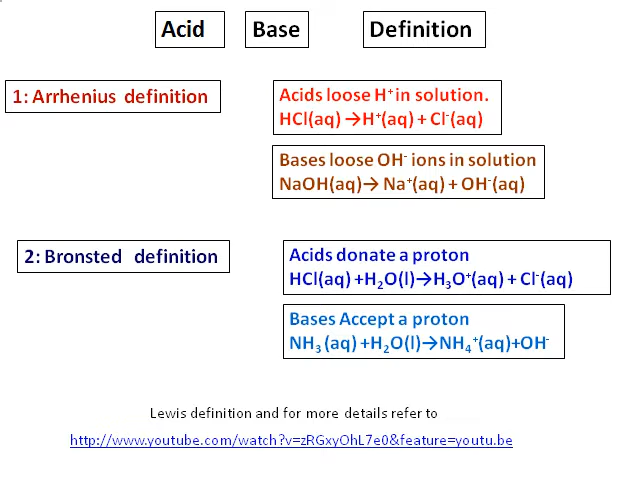 Acid Base Definition
1: Arrhenius definition
Acids loose H⁺ in solution.
HCl(aq) →H⁺(aq) + Cl⁻(aq)
Bases loose OH⁻ ions in solution
NaOH(aq)→ Na⁺(aq) + OH⁻(aq)
2: Bronsted definition
Acids donate a proton
HCl(aq) +H₂O(l)→H₃O⁺(aq) + Cl⁻(aq)
Bases Accept a proton
NH₃ (aq) +H₂O(l)→NH₄⁺(aq)+OH⁻
Lewis definition and for more details refer to
http://www.youtube.com/watch?v=zRGxyOhL7e0&feature=youtu.be